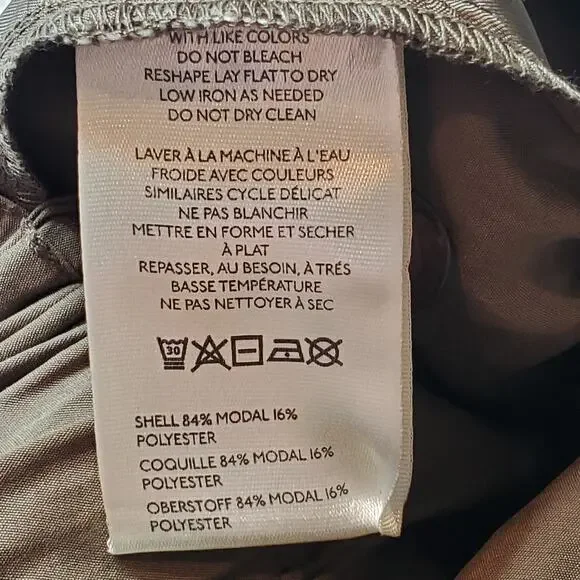 WITH LIKE COLORS
DO NOT BLEACH
RESHAPE LAY FLAT TO DRY
LOW IRON AS NEEDED
DO NOT DRY CLEAN
LAVER À LA MACHINE À L'EAU
FROIDE AVEC COULEURS
SIMILAIRES CYCLE DÉLICAT
NE PAS BLANCHIR
METTRE EN FORME ET SECHER
À PLAT
REPASSER, AU BESOIN, À TRÉS
BASSE TEMPÉRATURE
NE PAS NETTOYER À SEC
30
SHELL 84% MODAL 16%
POLYESTER
COQUILLE 84% MODAL 16%
POLYESTER
OBERSTOFF 84% MODAL 16%
POLYESTER